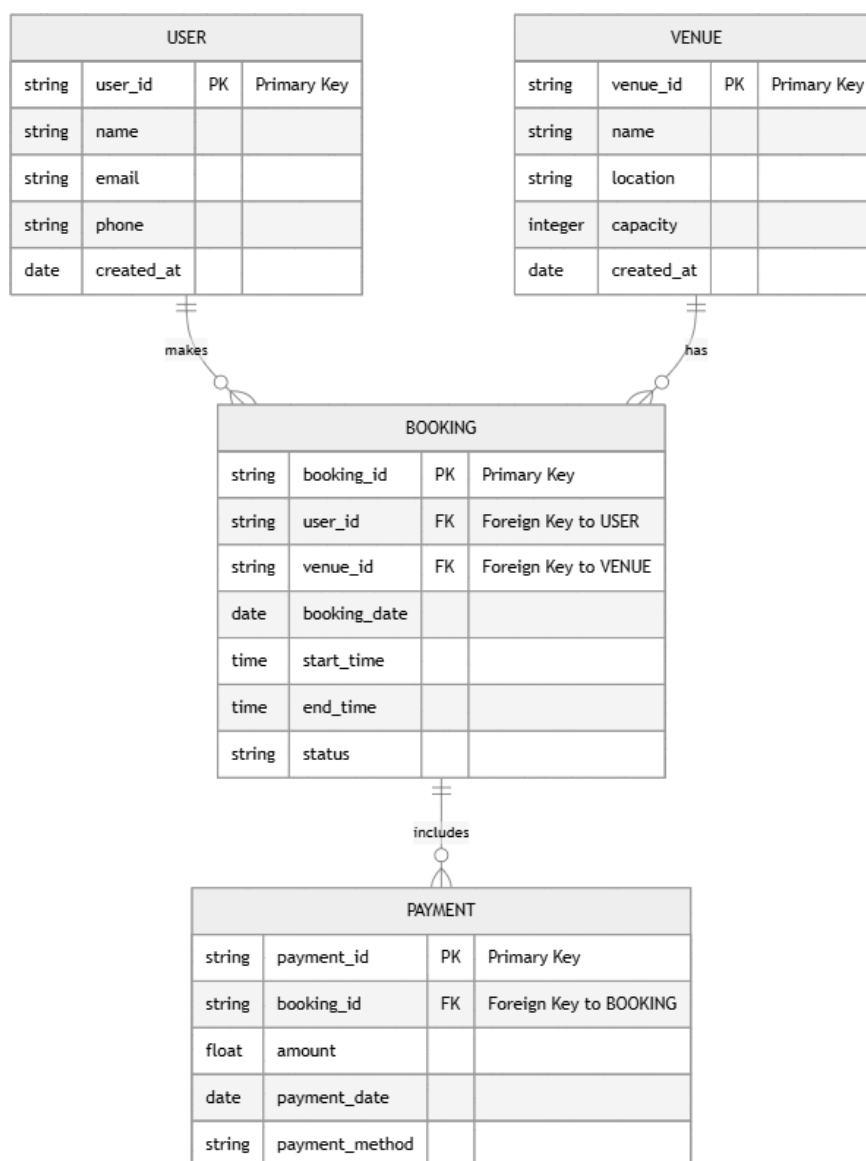 USER
string user_id PK Primary Key
string name
string email
string phone
date created_at
VENUE
string venue_id PK Primary Key
string name
string location
integer capacity
date created_at
makes
has
BOOKING
string booking_id PK Primary Key
string user_id FK Foreign Key to USER
string venue_id FK Foreign Key to VENUE
date booking_date
time start_time
time end_time
string status
includes
PAYMENT
string payment_id PK Primary Key
string booking_id FK Foreign Key to BOOKING
float amount
date payment_date
string payment_method